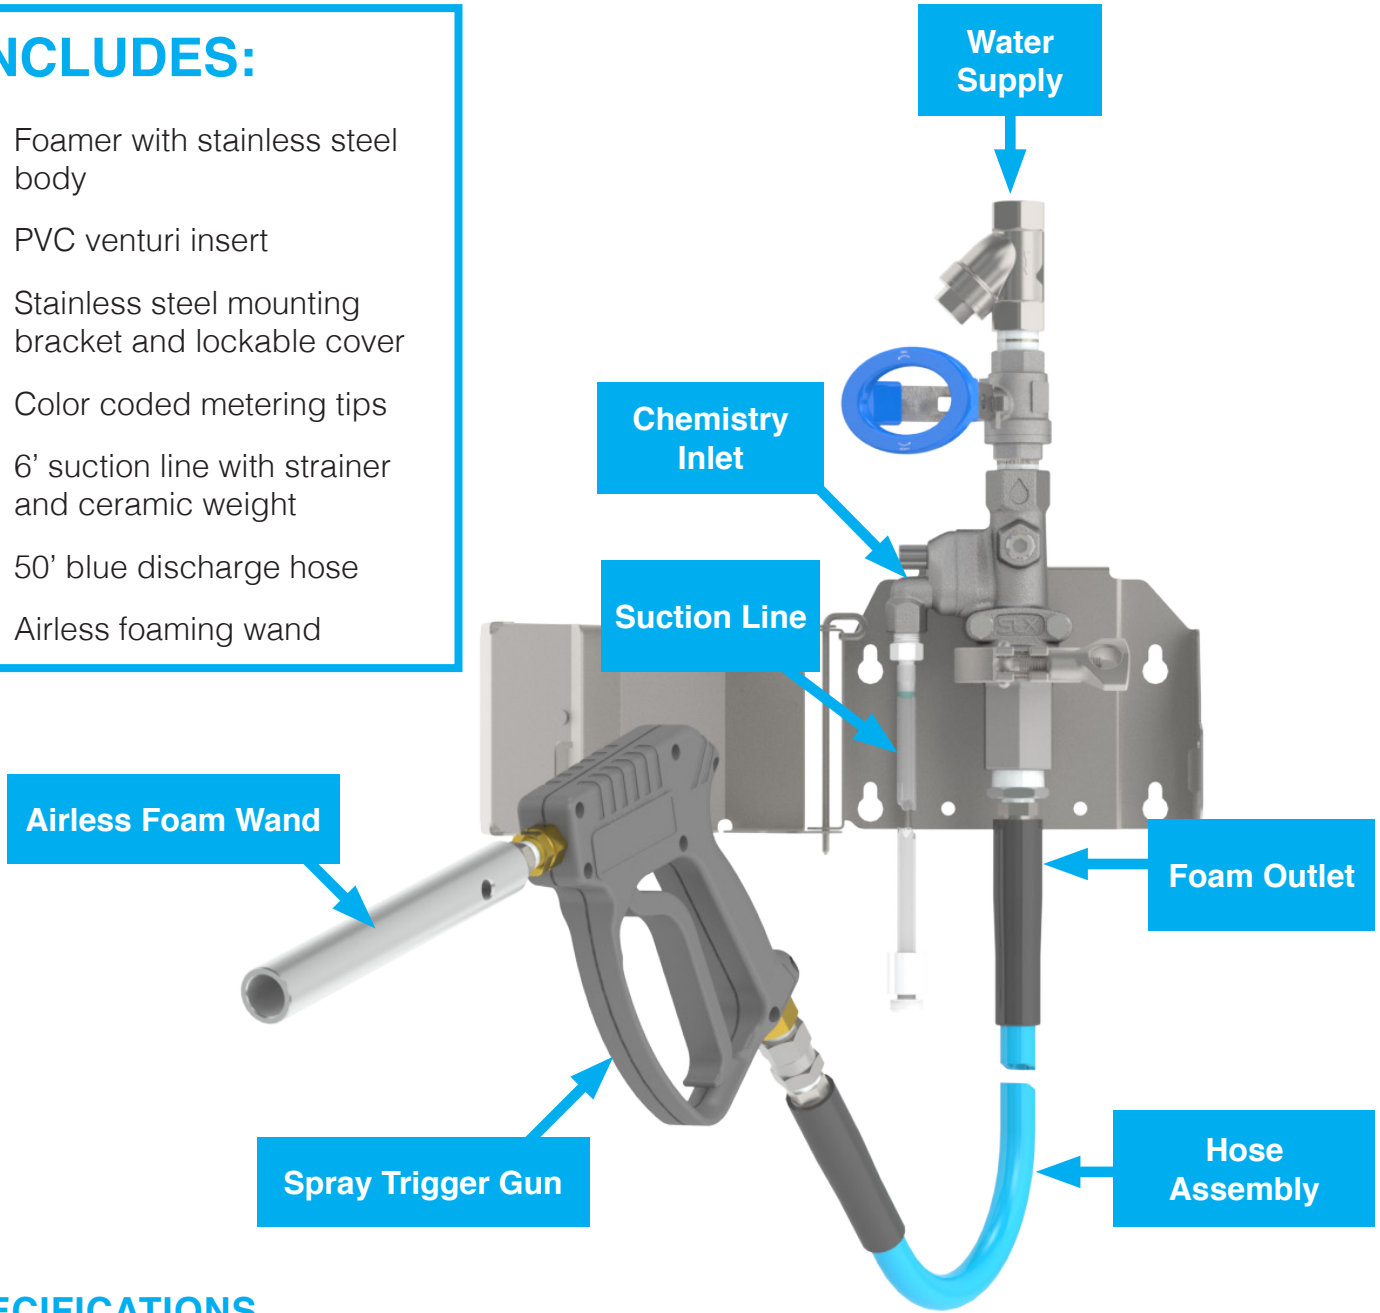 NCLUDES:
Foamer with stainless steel
body
PVC venturi insert
Stainless steel mounting
bracket and lockable cover
Color coded metering tips
6’ suction line with strainer
and ceramic weight
50’ blue discharge hose
Airless foaming wand
Water
Supply
Chemistry
Inlet
Suction Line
SLX
Airless Foam Wand
Foam Outlet
Spray Trigger Gun
Hose
Assembly
ECIFICATIONS